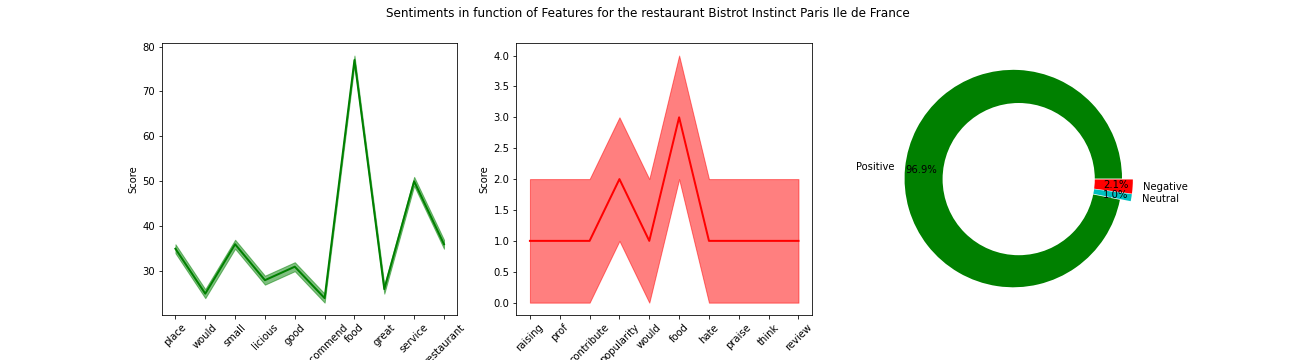 Sentiments in function of Features for the restaurant Bistrot Instinct Paris Ile de France
Score
80
70
60
50
40
30
place
would
small
licious
good
commend
food
great
service
estaurant
Score
4.0
3.5
3.0
2.5
2.0
1.5
1.0
0.5
0.0
raising
prof
contribute
popularity
would
food
hate
praise
think
review
Positive
96.9%
2.1%
Negative
1.0%
Neutral